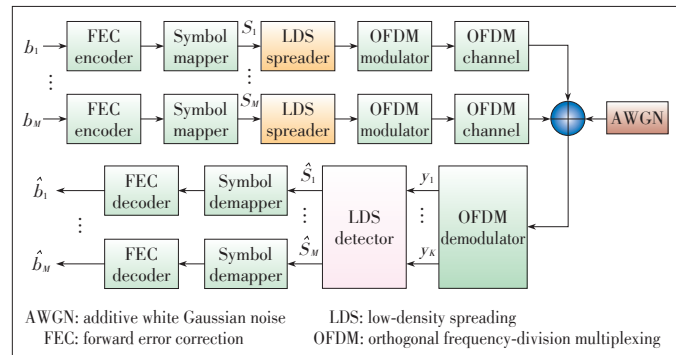 b1
FEC encoder
Symbol mapper
S1
LDS spreader
OFDM modulator
OFDM channel
⋮
⋮
bM
FEC encoder
Symbol mapper
SM
LDS spreader
OFDM modulator
OFDM channel
AWGN
b̂1
FEC decoder
Symbol demapper
Ŝ1
LDS detector
y1
OFDM demodulator
⋮
⋮
⋮
b̂M
FEC decoder
Symbol demapper
ŜM
yK
AWGN: additive white Gaussian noise
LDS: low-density spreading
FEC: forward error correction
OFDM: orthogonal frequency-division multiplexing